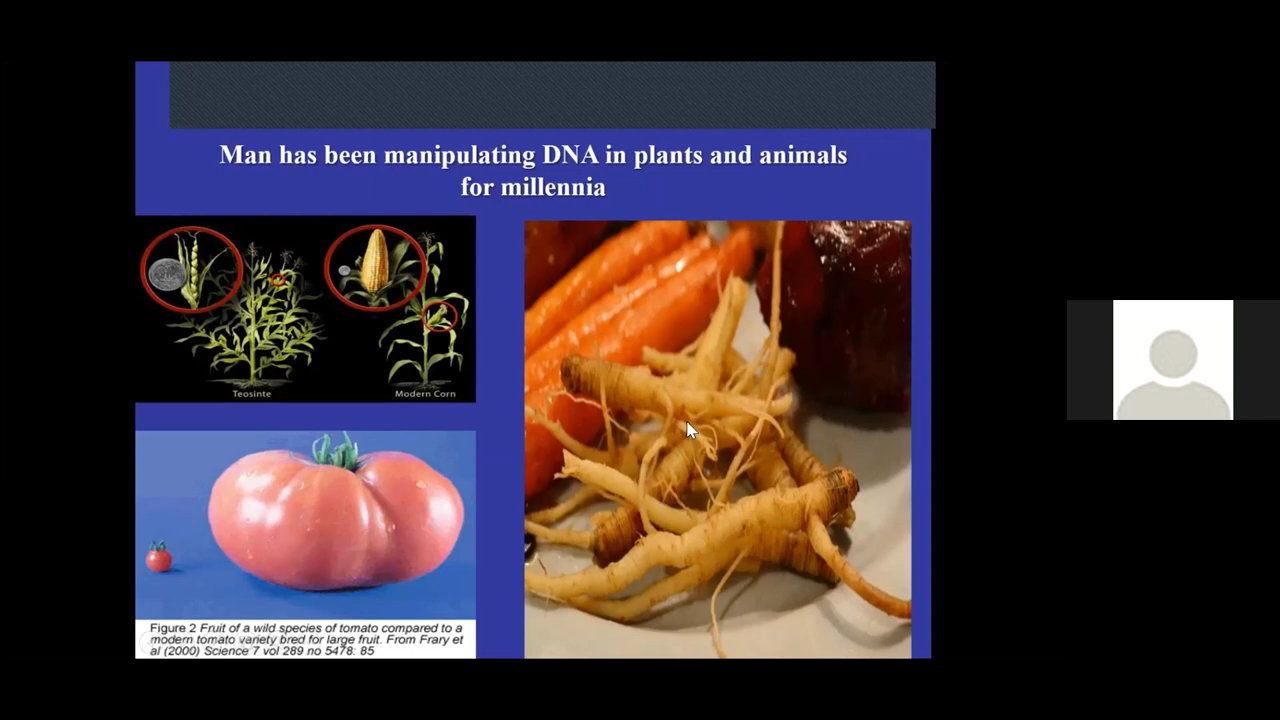 Man has been manipulating DNA in plants and animals
for millennia
Teosinte
Modern Corn
Figure 2 Fruit of a wild species of tomato compared to a
modern tomato variety bred for large fruit. From Frary et
al (2000) Science 7 vol 289 no 5478: 85